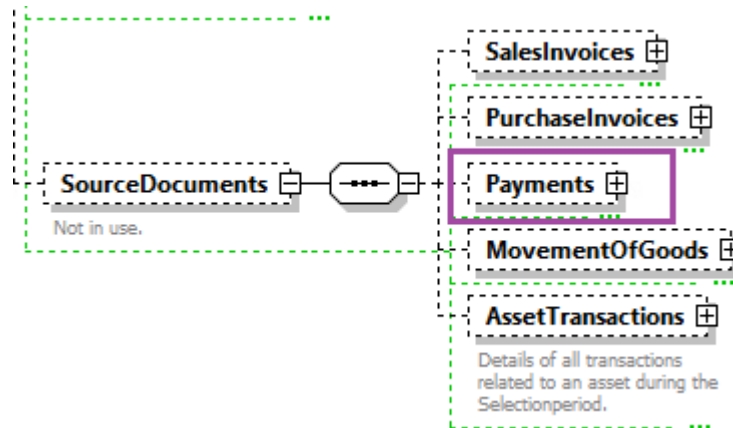 SalesInvoices
PurchaseInvoices
SourceDocuments
Not in use.
Payments
MovementOfGoods
AssetTransactions
Details of all transactions
related to an asset during the
Selectionperiod.